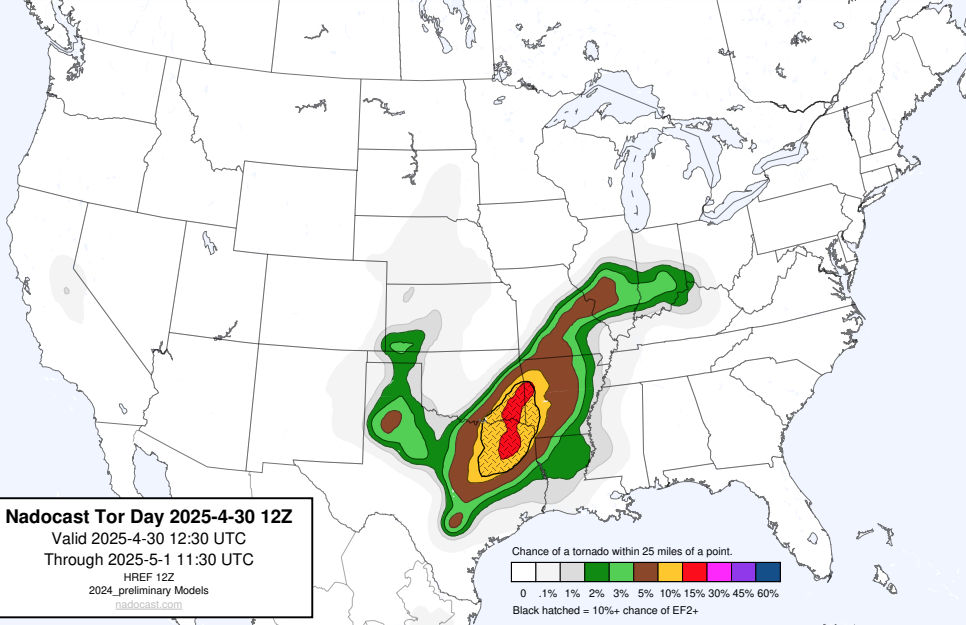 Nadocast Tor Day 2025-4-30 12Z
Valid 2025-4-30 12:30 UTC
Through 2025-5-1 11:30 UTC
HREF 12Z
2024_preliminary Models
nadocast.com
Chance of a tornado within 25 miles of a point.
0 .1% 1% 2% 3% 5% 10% 15% 30% 45% 60%
Black hatched = 10%+ chance of EF2+